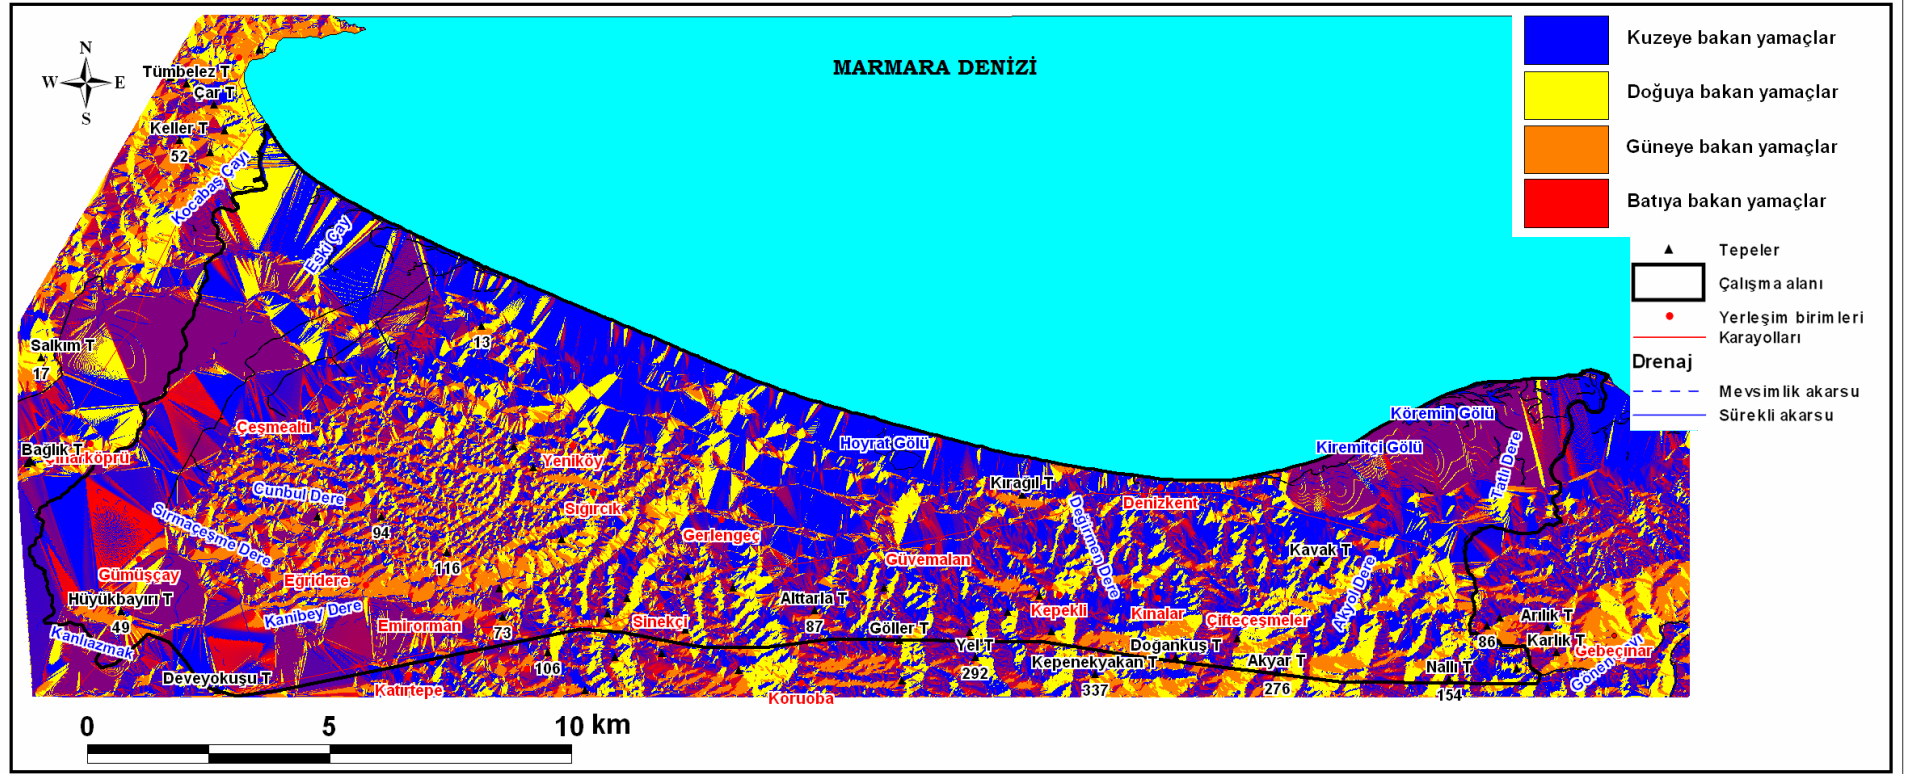 MARMARA DENİZİ
N
W
E
S
Tümbelez T
Çar T
Keller T
52
Kocabaş Çayı
Eski Çay
13
Salkım T
17
Köremin Gölü
Çeşmealtı
Hoyrat Gölü
Kiremitçi Gölü
Bağlık T
Çınarköprü
Yeniköy
Tatlı Dere
Kırağıl T
Cunbul Dere
Sığırcık
Değirmen Dere
Denizkent
Sırmaçeşme Dere
94
Gerlengeç
Kavak T
116
Güvemalan
Gümüşçay
Eğridere
Akyol Dere
Hüyükbayırı T
Alttarla T
Kepekli
Kınalar
Arılık T
49
Kanibey Dere
Emirorman
73
Sinekçi
87
Göller T
Çifteçeşmeler
86
Kanlıazmak
Yel T
Doğankuş T
Karlık T
Gebeçınar
106
292
Kepenekyakan T
Akyar T
Nallı T
Deveyokuşu T
Katırtepe
Koruoba
337
276
154
0
5
10 km
Kuzeye bakan yamaçlar
Doğuya bakan yamaçlar
Güneye bakan yamaçlar
Batıya bakan yamaçlar
Tepeler
Çalışma alanı
Yerleşim birimleri
Karayolları
Drenaj
Mevsimlik akarsu
Sürekli akarsu